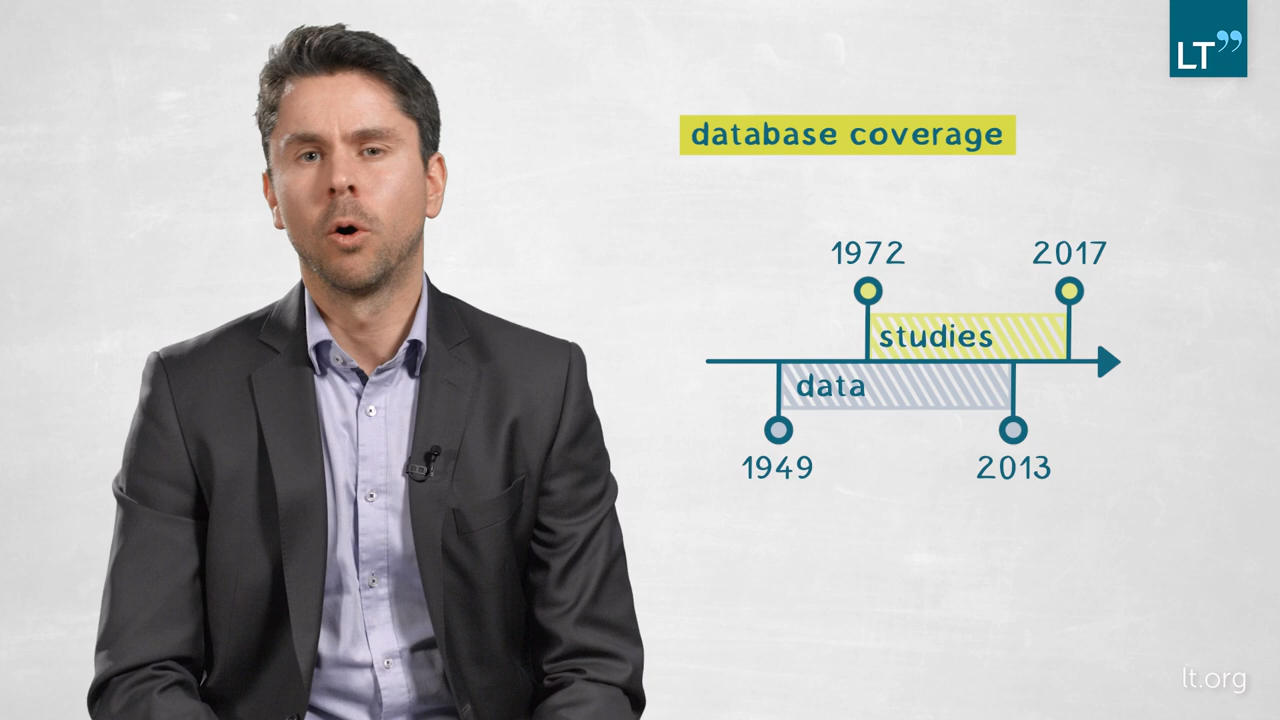 LT”
database coverage
1972 2017
studies
data
1949 2013
lt.org